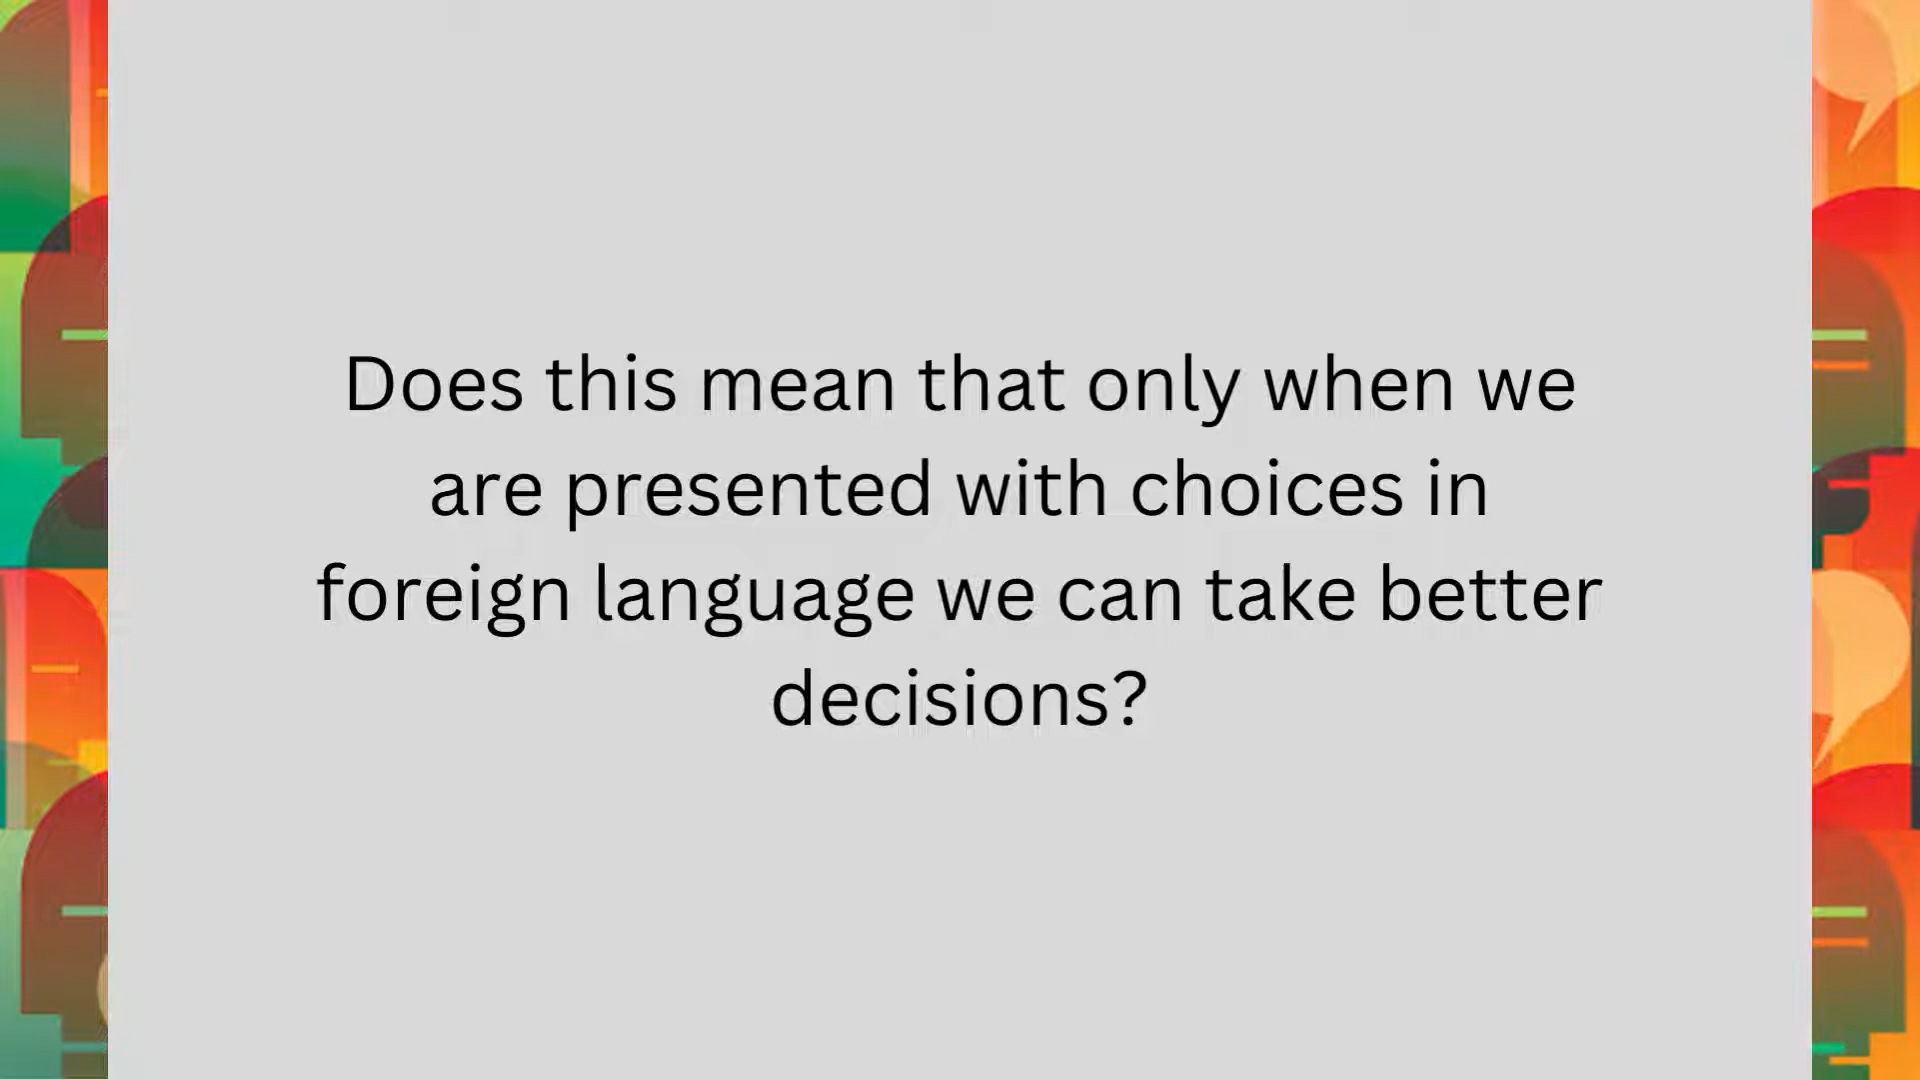 Does this mean that only when we
are presented with choices in
foreign language we can take better
decisions?